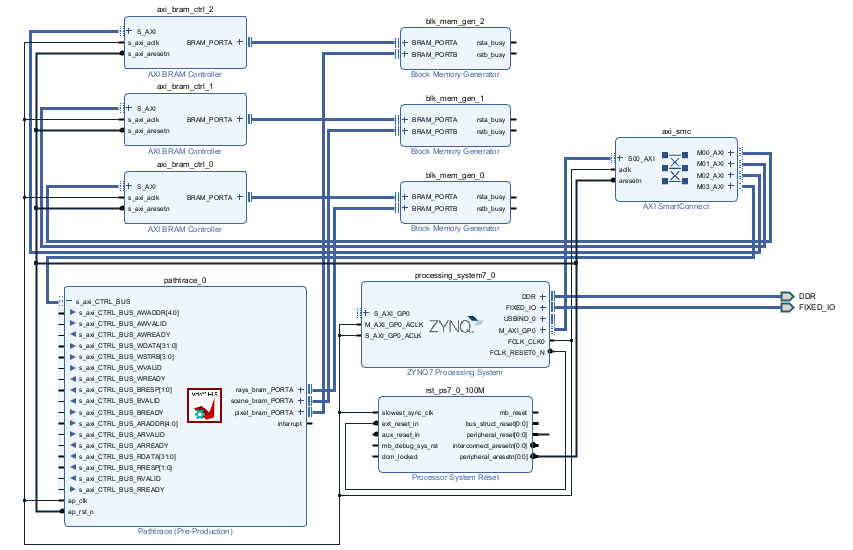 axi_bram_ctrl_2
S_AXI
s_axi_aclk
s_axi_aresetn
BRAM_PORTA
AXI BRAM Controller
blk_mem_gen_2
BRAM_PORTA
BRAM_PORTB
rsta_busy
rstb_busy
Block Memory Generator
axi_bram_ctrl_1
S_AXI
s_axi_aclk
s_axi_aresetn
BRAM_PORTA
AXI BRAM Controller
blk_mem_gen_1
BRAM_PORTA
BRAM_PORTB
rsta_busy
rstb_busy
Block Memory Generator
axi_bram_ctrl_0
S_AXI
s_axi_aclk
s_axi_aresetn
BRAM_PORTA
AXI BRAM Controller
blk_mem_gen_0
BRAM_PORTA
BRAM_PORTB
rsta_busy
rstb_busy
Block Memory Generator
axi_smc
S00_AXI
aclk
aresetn
M00_AXI
M01_AXI
M02_AXI
M03_AXI
AXI SmartConnect
pathtrace_0
s_axi_CTRL_BUS
s_axi_CTRL_BUS_AWADDR[4:0]
s_axi_CTRL_BUS_AWVALID
s_axi_CTRL_BUS_AWREADY
s_axi_CTRL_BUS_WDATA[31:0]
s_axi_CTRL_BUS_WSTRB[3:0]
s_axi_CTRL_BUS_WVALID
s_axi_CTRL_BUS_WREADY
s_axi_CTRL_BUS_BRESP[1:0]
s_axi_CTRL_BUS_BVALID
s_axi_CTRL_BUS_BREADY
s_axi_CTRL_BUS_ARADDR[4:0]
s_axi_CTRL_BUS_ARVALID
s_axi_CTRL_BUS_ARREADY
s_axi_CTRL_BUS_RDATA[31:0]
s_axi_CTRL_BUS_RRESP[1:0]
s_axi_CTRL_BUS_RVALID
s_axi_CTRL_BUS_RREADY
ap_clk
ap_rst_n
rays_bram_PORTA
scene_bram_PORTA
pixel_bram_PORTA
interrupt
Pathtrace (Pre-Production)
processing_system7_0
S_AXI_GP0
M_AXI_GP0_ACLK
S_AXI_GP0_ACLK
ZYNQ
DDR
FIXED_IO
USBIND_0
M_AXI_GP0
FCLK_CLK0
FCLK_RESET0_N
ZYNQ7 Processing System
DDR
FIXED_IO
rst_ps7_0_100M
slowest_sync_clk
ext_reset_in
aux_reset_in
mb_debug_sys_rst
dcm_locked
mb_reset
bus_struct_reset[0:0]
peripheral_reset[0:0]
interconnect_aresetn[0:0]
peripheral_aresetn[0:0]
Processor System Reset